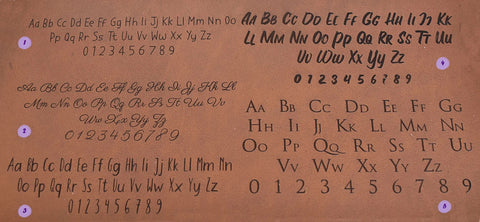 Aa Bb Cc Dd Ee Ff Gg Hh Ii Jj Kk Ll Mm Nn Oo
Pp Qq Rr Ss Tt Uu Vv Ww Xx Yy Zz
0 1 2 3 4 5 6 7 8 9
1
Aa Bb Cc Dd Ee Ff Gg Hh Ii Jj Kk Ll
Mm Nn Oo Pp Qq Rr Ss Tt Uu Vv
Ww Xx Yy Zz
0 1 2 3 4 5 6 7 8 9
2
Aa Bb Cc Dd Ee Ff Gg Hh Ii Jj Kk Ll Mm Nn
Oo Pp Qq Rr Ss Tt Uu Vv Ww Xx Yy Zz
0 1 2 3 4 5 6 7 8 9
3
Aa Bb Cc Dd Ee Ff Gg Hh Ii Jj Kk
Ll Mm Nn Oo Pp Qq Rr Ss Tt Uu
Vv Ww Xx Yy Zz
0 1 2 3 4 5 6 7 8 9
4
Aa Bb Cc Dd Ee Ff Gg
Hh Ii Jj Kk Ll Mm Nn
Oo Pp Qq Rr Ss Tt Uu
Vv Ww Xx Yy Zz
0 1 2 3 4 5 6 7 8 9
5